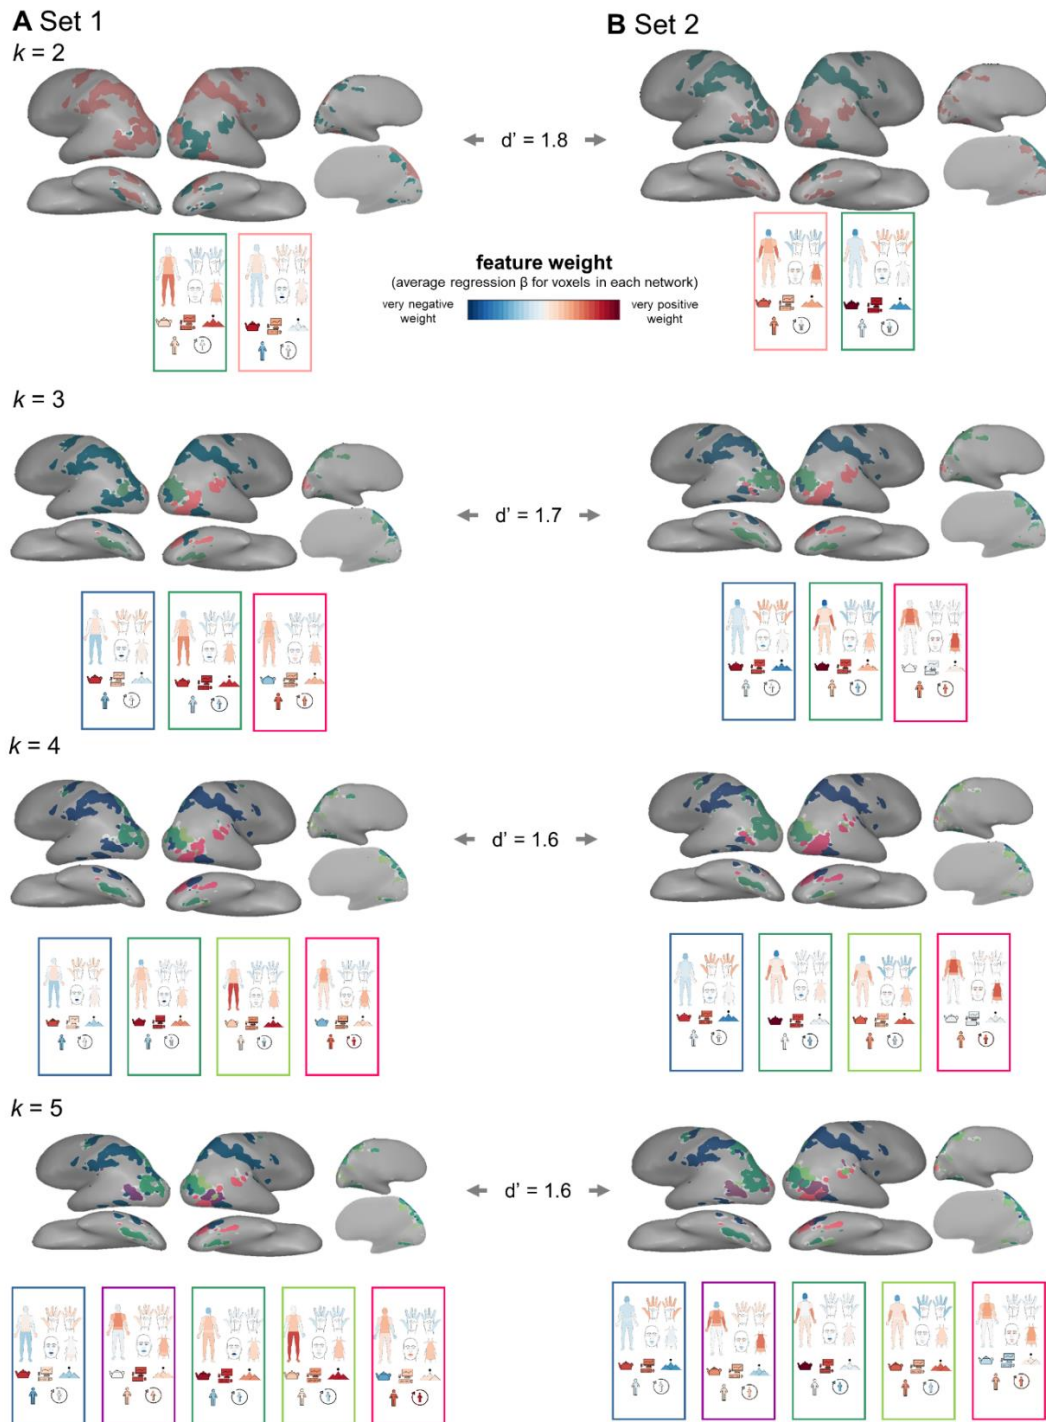 A Set 1
B Set 2
k = 2
d' = 1.8
feature weight
(average regression β for voxels in each network)
very negative weight
very positive weight
k = 3
d' = 1.7
k = 4
d' = 1.6
k = 5
d' = 1.6